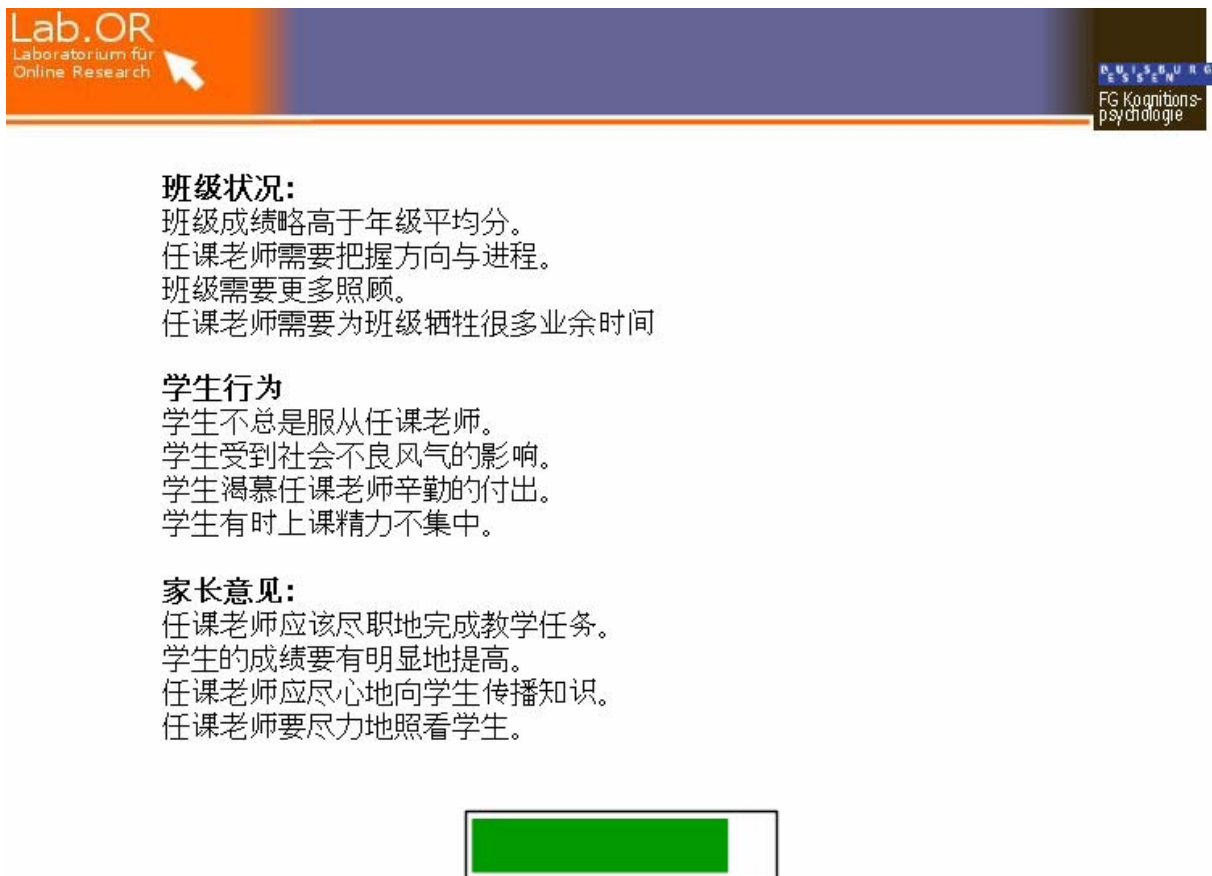 Lab.OR
Laboratorium für
Online Research
DUISBURG
ESSEN
FG Kognitions-
psychologie
班级状况:
班级成绩略高于年级平均分。
任课老师需要把握方向与进程。
班级需要更多照顾。
任课老师需要为班级牺牲很多业余时间
学生行为
学生不总是服从任课老师。
学生受到社会不良风气的影响。
学生渴慕任课老师辛勤的付出。
学生有时上课精力不集中。
家长意见:
任课老师应该尽职地完成教学任务。
学生的成绩要有明显地提高。
任课老师应尽心地向学生传播知识。
任课老师要尽力地照看学生。